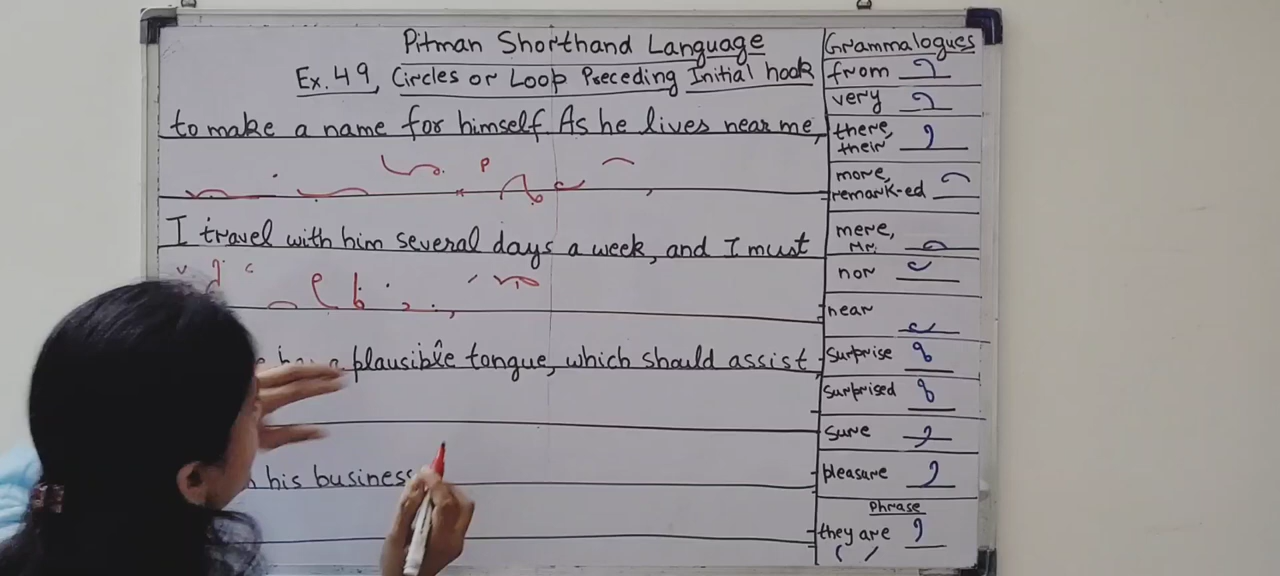 Pitman Shorthand Language
Ex. 49, Circles or Loop Preceding Initial hook
to make a name for himself. As he lives near me,
I travel with him several days a week, and I must
a plausible tongue, which should assist
his business
Grammalogues
from
very
there,
their
more,
remark-ed
mere,
Mr.
nor
near
surprise
surprised
sure
pleasure
Phrase
they are